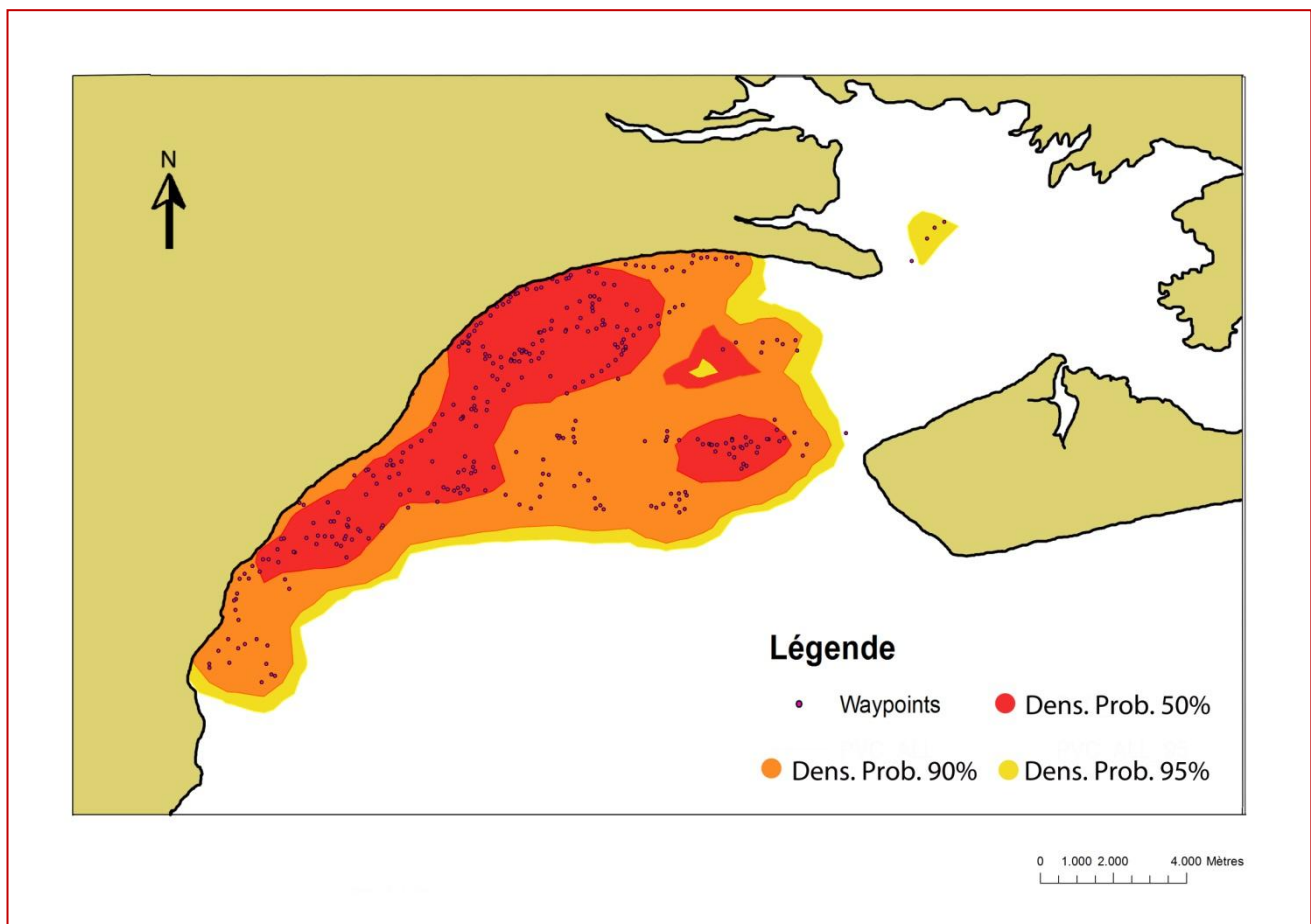 N
Légende
Waypoints
Dens. Prob. 50%
Dens. Prob. 90%
Dens. Prob. 95%
0 1.000 2.000 4.000 Mètres